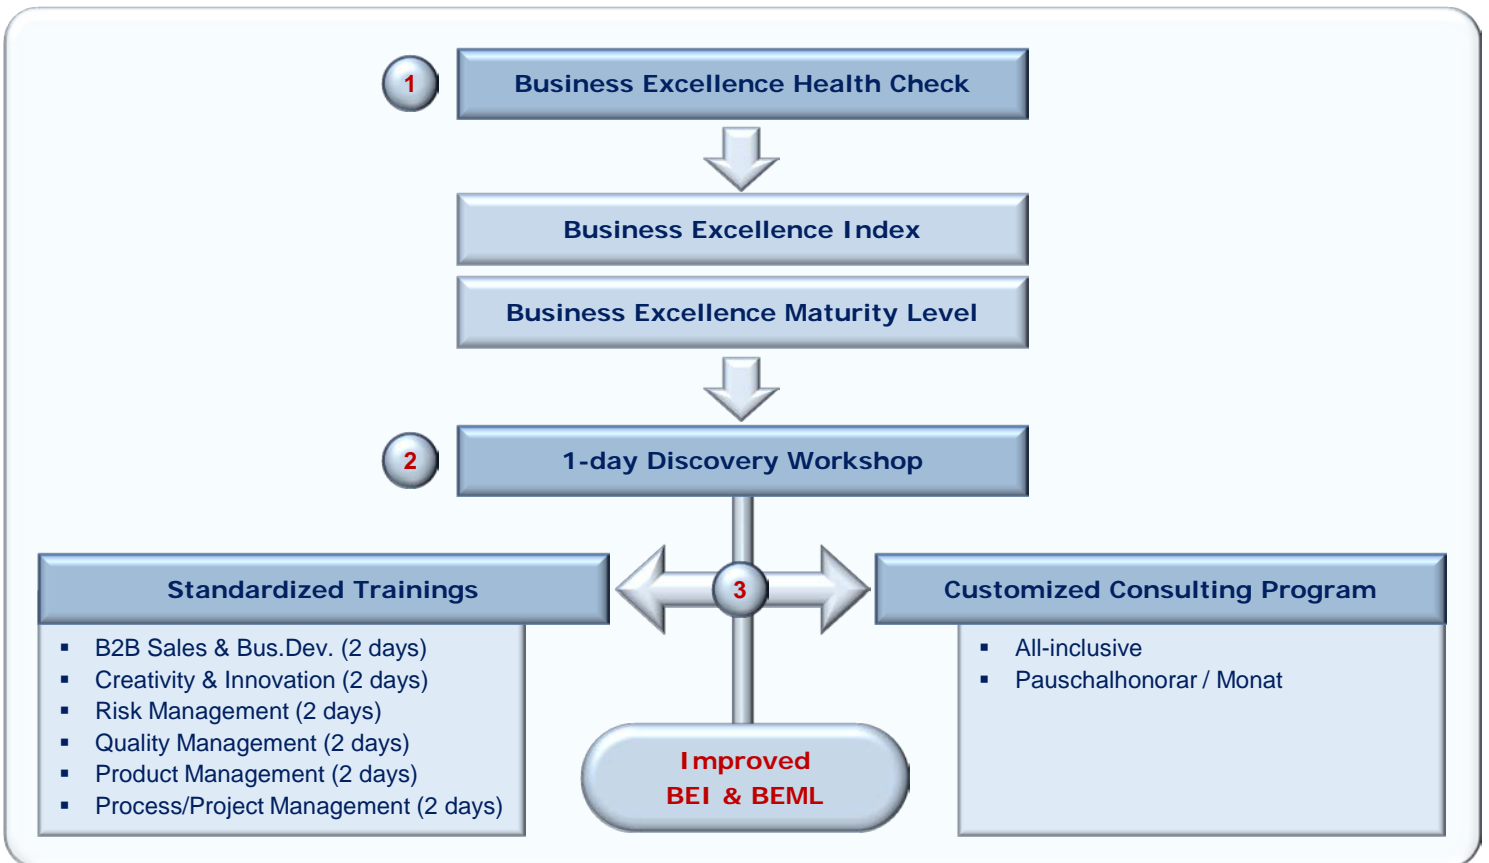 1
Business Excellence Health Check
Business Excellence Index
Business Excellence Maturity Level
2
1-day Discovery Workshop
3
Standardized Trainings
▪ B2B Sales & Bus.Dev. (2 days)
▪ Creativity & Innovation (2 days)
▪ Risk Management (2 days)
▪ Quality Management (2 days)
▪ Product Management (2 days)
▪ Process/Project Management (2 days)
Customized Consulting Program
▪ All-inclusive
▪ Pauschalhonorar / Monat
Improved
BEI & BEML